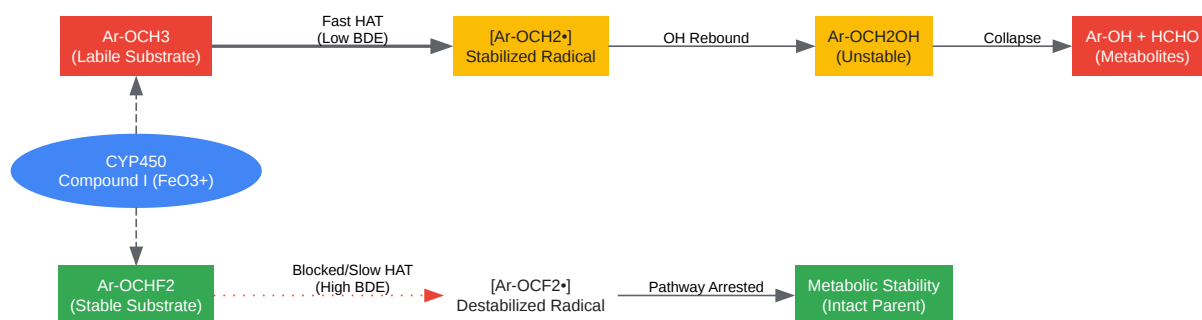 Ar-OCH3
(Labile Substrate)
Fast HAT
(Low BDE)
[Ar-OCH2•]
Stabilized Radical
OH Rebound
Ar-OCH2OH
(Unstable)
Collapse
Ar-OH + HCHO
(Metabolites)
CYP450
Compound I (FeO3+)
Ar-OCHF2
(Stable Substrate)
Blocked/Slow HAT
(High BDE)
[Ar-OCF2•]
Destabilized Radical
Pathway Arrested
Metabolic Stability
(Intact Parent)